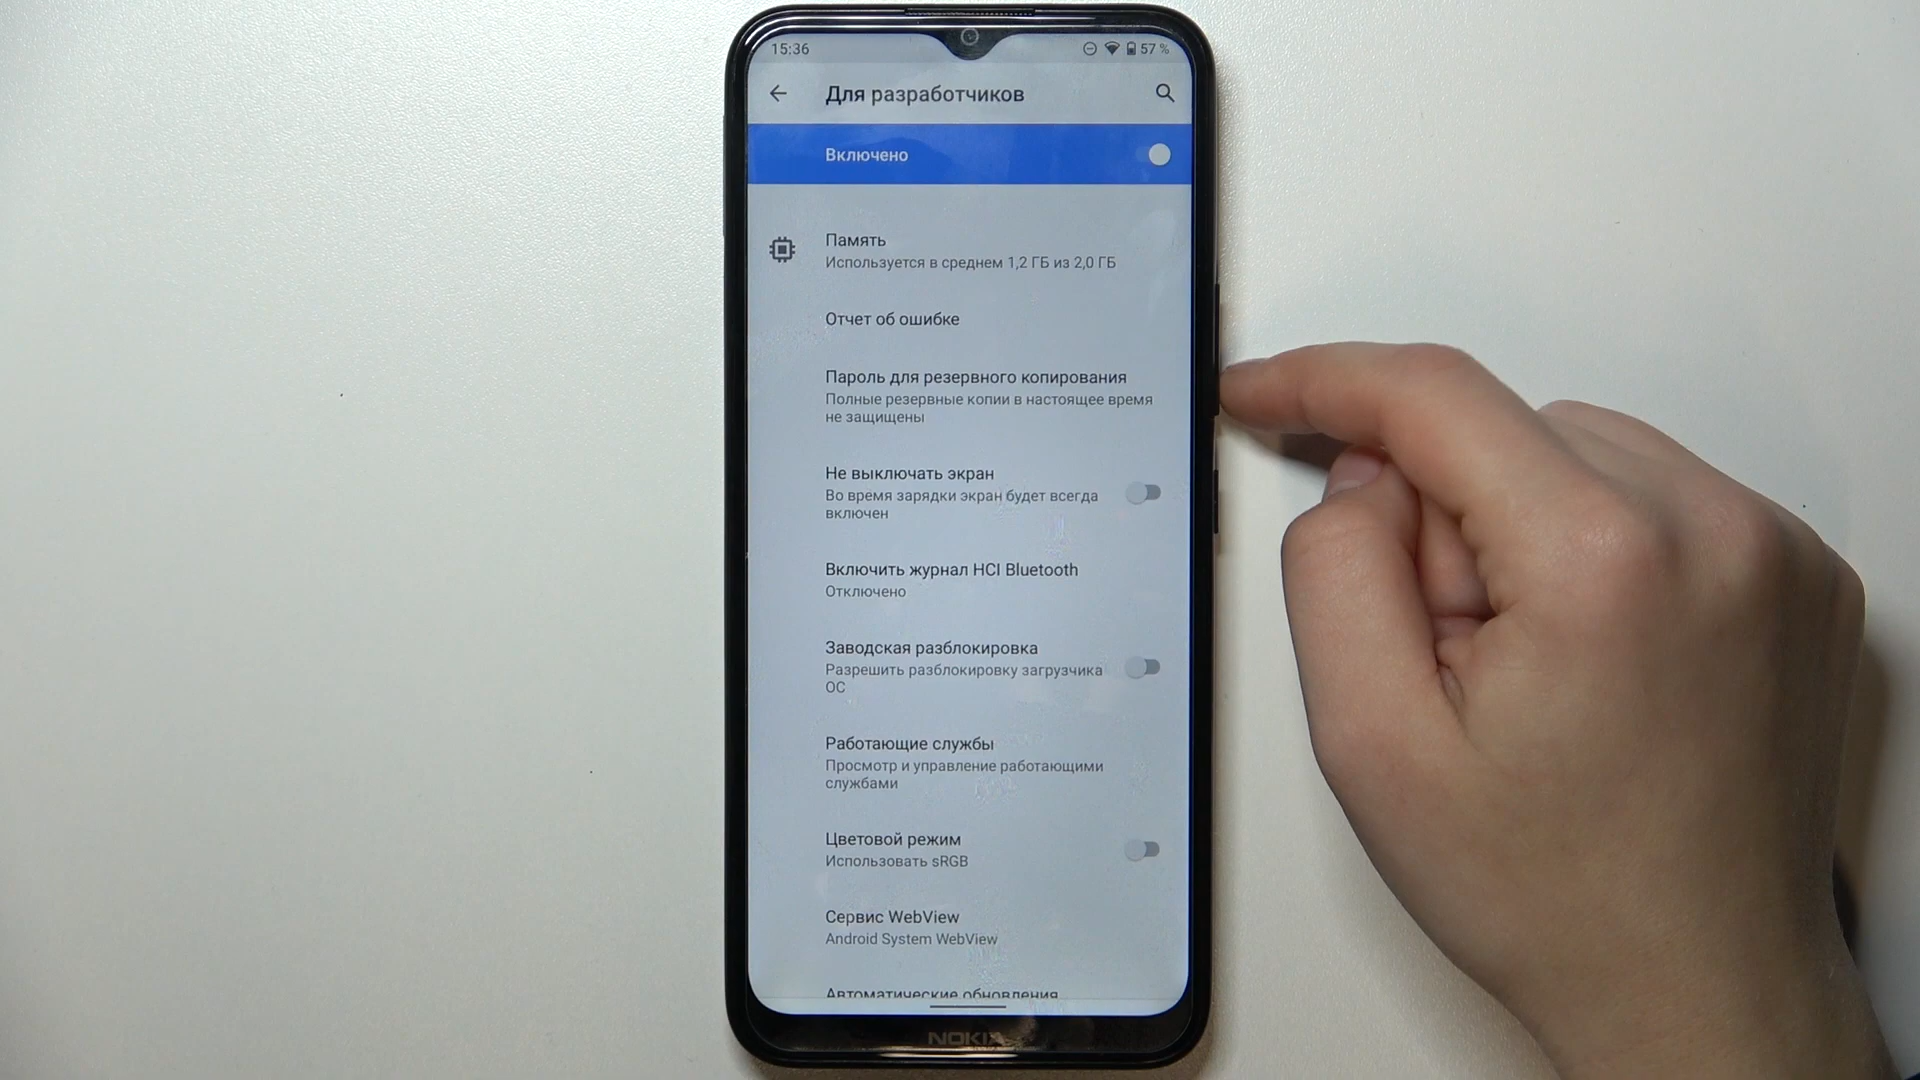 15:36
57 %
Для разработчиков
Включено
Память
Используется в среднем 1,2 ГБ из 2,0 ГБ
Отчет об ошибке
Пароль для резервного копирования
Полные резервные копии в настоящее время
не защищены
Не выключать экран
Во время зарядки экран будет всегда
включен
Включить журнал HCI Bluetooth
Отключено
Заводская разблокировка
Разрешить разблокировку загрузчика
ОС
Работающие службы
Просмотр и управление работающими
службами
Цветовой режим
Использовать sRGB
Сервис WebView
Android System WebView
Автоматические обновления
NOKIA